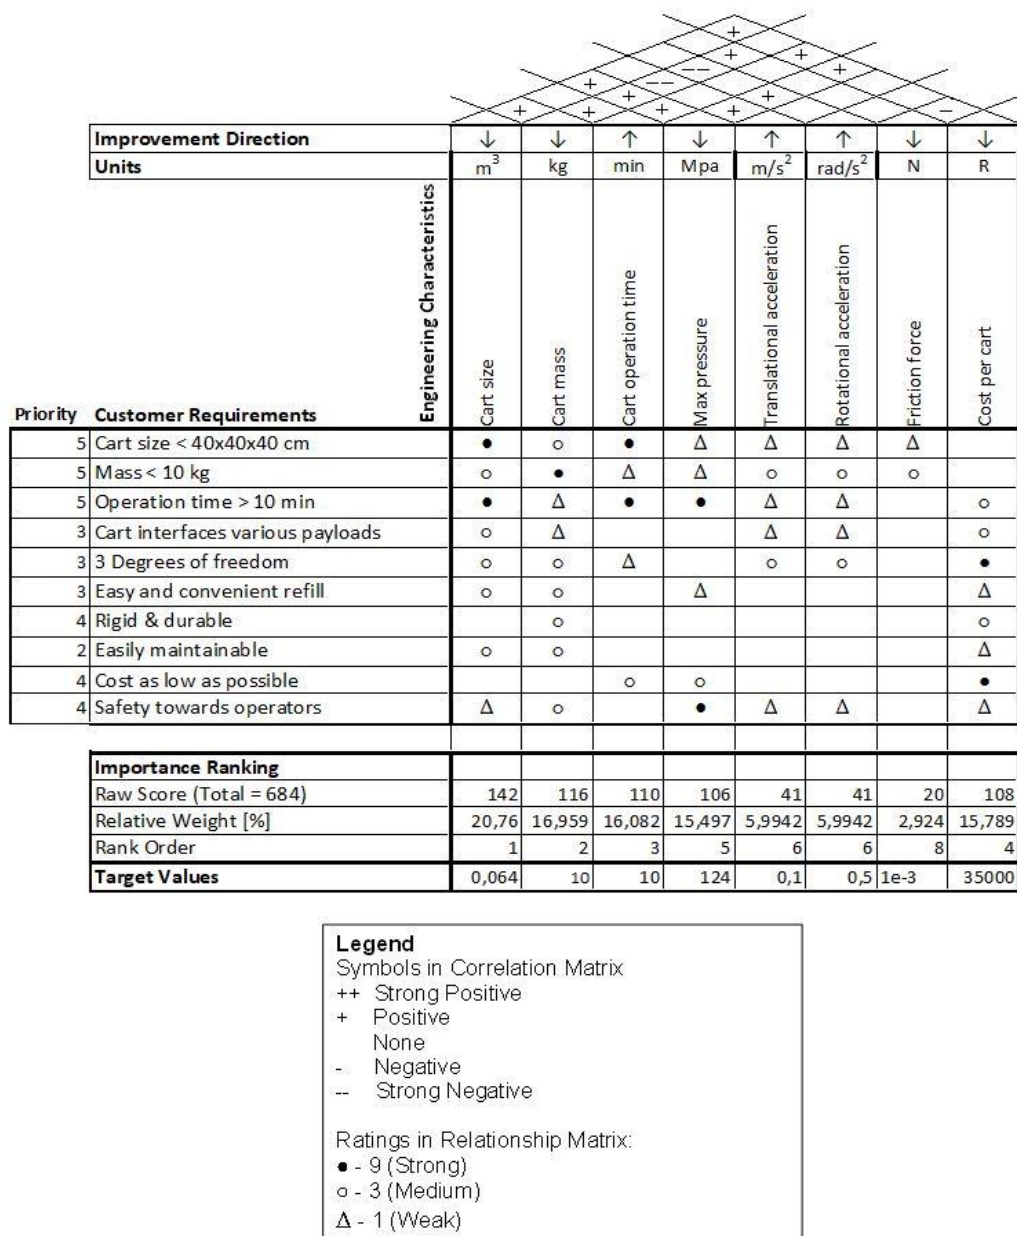 +
+ +
-- +
+ -- +
+ + + + + -
Improvement Direction ↓ ↓ ↑ ↓ ↑ ↑ ↓ ↓
Units m³ kg min Mpa m/s² rad/s² N R
Engineering Characteristics
Cart size
Cart mass
Cart operation time
Max pressure
Translational acceleration
Rotational acceleration
Friction force
Cost per cart
Priority Customer Requirements
5 Cart size < 40x40x40 cm ● ○ ● Δ Δ Δ Δ
5 Mass < 10 kg ○ ● Δ Δ ○ ○ ○
5 Operation time > 10 min ● Δ ● ● Δ Δ ○
3 Cart interfaces various payloads ○ Δ Δ Δ ○
3 3 Degrees of freedom ○ ○ Δ ○ ○ ●
3 Easy and convenient refill ○ ○ Δ Δ
4 Rigid & durable ○ ○
2 Easily maintainable ○ ○ Δ
4 Cost as low as possible ○ ○ ●
4 Safety towards operators Δ ○ ● Δ Δ Δ
Importance Ranking
Raw Score (Total = 684) 142 116 110 106 41 41 20 108
Relative Weight [%] 20,76 16,959 16,082 15,497 5,9942 5,9942 2,924 15,789
Rank Order 1 2 3 5 6 6 8 4
Target Values 0,064 10 10 124 0,1 0,5 1e-3 35000
Legend
Symbols in Correlation Matrix
++ Strong Positive
+ Positive
None
- Negative
-- Strong Negative
Ratings in Relationship Matrix:
● - 9 (Strong)
○ - 3 (Medium)
Δ - 1 (Weak)